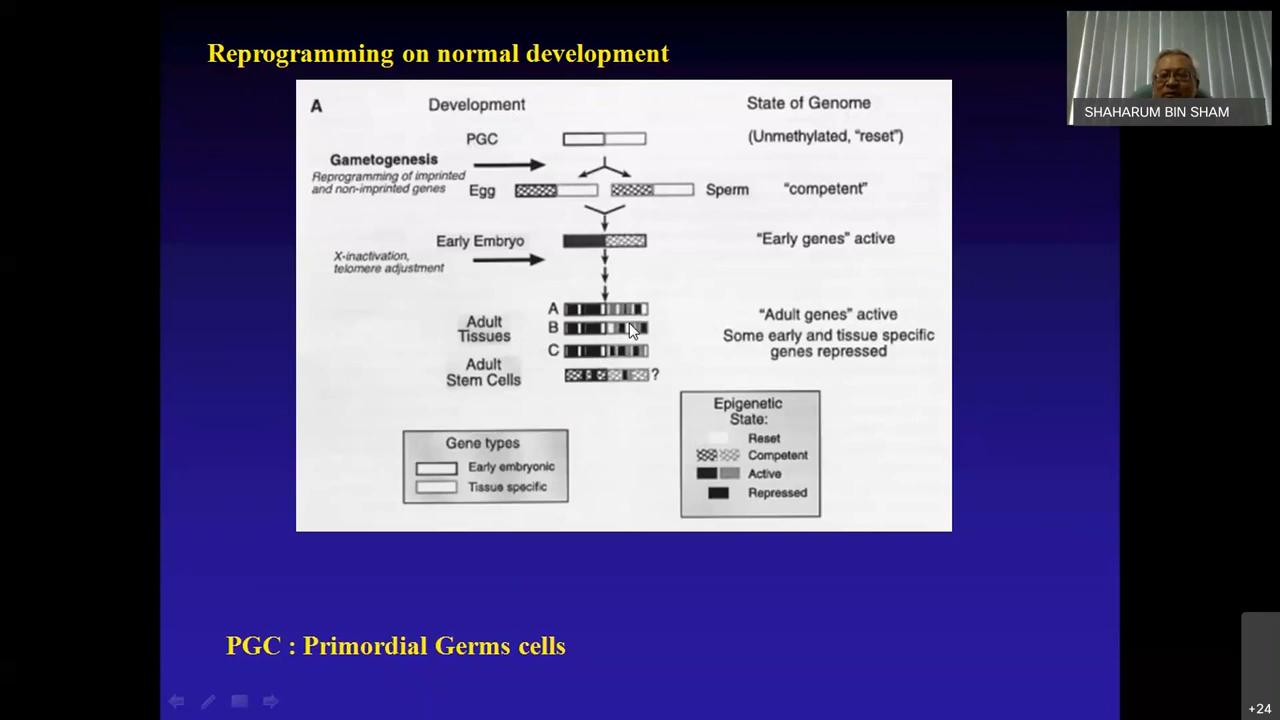 Reprogramming on normal development
SHAHARUM BIN SHAM
A
Development
State of Genome
PGC
(Unmethylated, "reset")
Gametogenesis
Reprogramming of imprinted
and non-imprinted genes
Egg
Sperm
"competent"
Early Embryo
"Early genes" active
X-inactivation,
telomere adjustment
A
B
C
Adult
Tissues
"Adult genes" active
Some early and tissue specific
genes repressed
Adult
Stem Cells
?
Gene types
Early embryonic
Tissue specific
Epigenetic
State:
Reset
Competent
Active
Repressed
PGC : Primordial Germs cells
+24